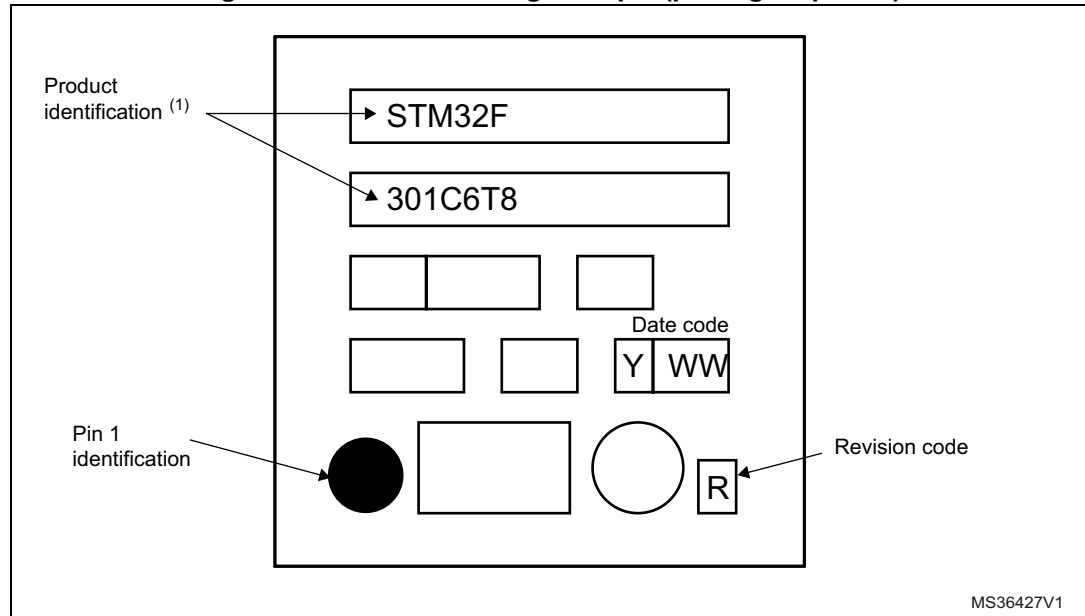 Product
identification (1)
STM32F
301C6T8
Date code
Y WW
Pin 1
identification
Revision code
R
MS36427V1